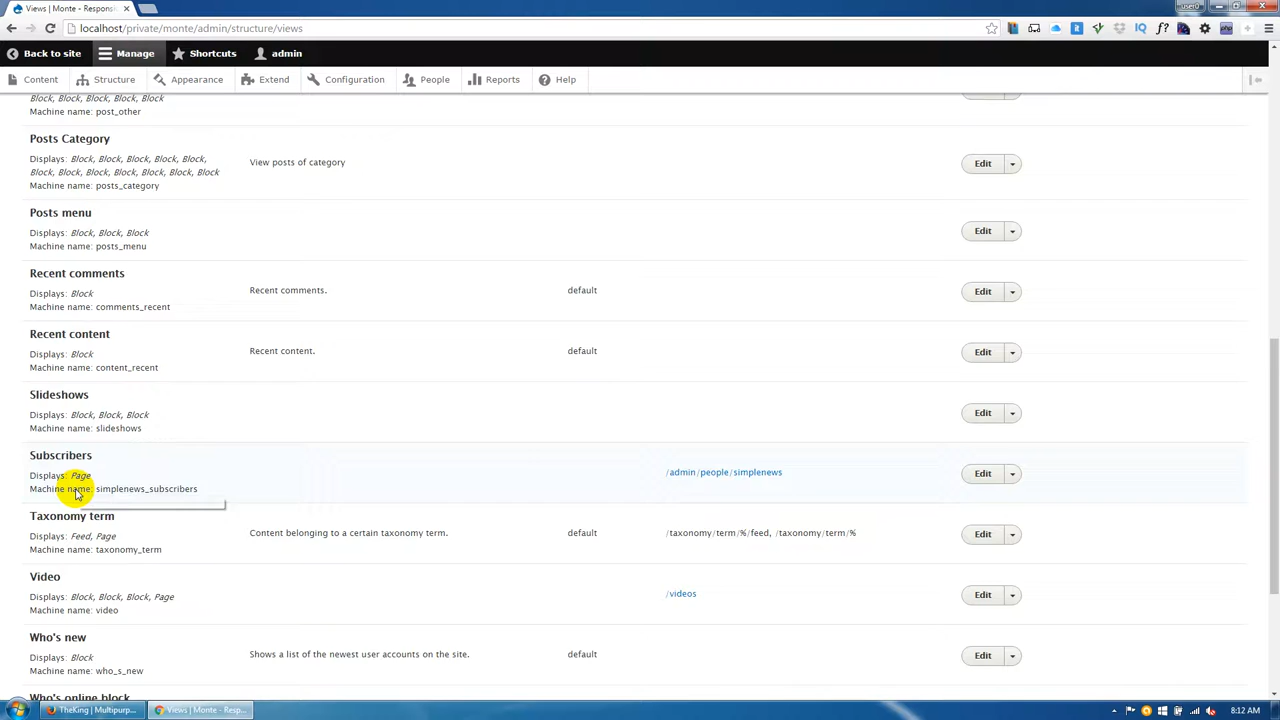 Views | Monte - Responsi
user0
localhost/private/monte/admin/structure/views
Back to site
Manage
Shortcuts
admin
Content
Structure
Appearance
Extend
Configuration
People
Reports
Help
Block, Block, Block, Block, Block
Machine name: post_other
Posts Category
Displays: Block, Block, Block, Block, Block,
Block, Block, Block, Block, Block, Block, Block
Machine name: posts_category
View posts of category
Edit
Posts menu
Displays: Block, Block, Block
Machine name: posts_menu
Edit
Recent comments
Displays: Block
Machine name: comments_recent
Recent comments.
default
Edit
Recent content
Displays: Block
Machine name: content_recent
Recent content.
default
Edit
Slideshows
Displays: Block, Block, Block
Machine name: slideshows
Edit
Subscribers
Displays: Page
Machine name: simplenews_subscribers
/admin/people/simplenews
Edit
Taxonomy term
Displays: Feed, Page
Machine name: taxonomy_term
Content belonging to a certain taxonomy term.
default
/taxonomy/term/%/feed, /taxonomy/term/%
Edit
Video
Displays: Block, Block, Block, Page
Machine name: video
/videos
Edit
Who's new
Displays: Block
Machine name: who_s_new
Shows a list of the newest user accounts on the site.
default
Edit
Who's online block
TheKing | Multipurp...
Views | Monte - Resp...
8:12 AM